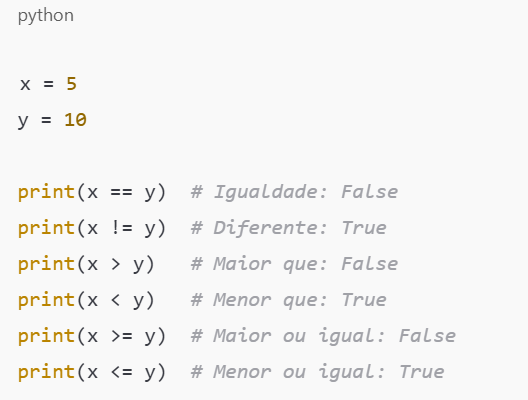 python
x = 5
y = 10
print(x == y)  # Igualdade: False
print(x != y)  # Diferente: True
print(x > y)   # Maior que: False
print(x < y)   # Menor que: True
print(x >= y)  # Maior ou igual: False
print(x <= y)  # Menor ou igual: True